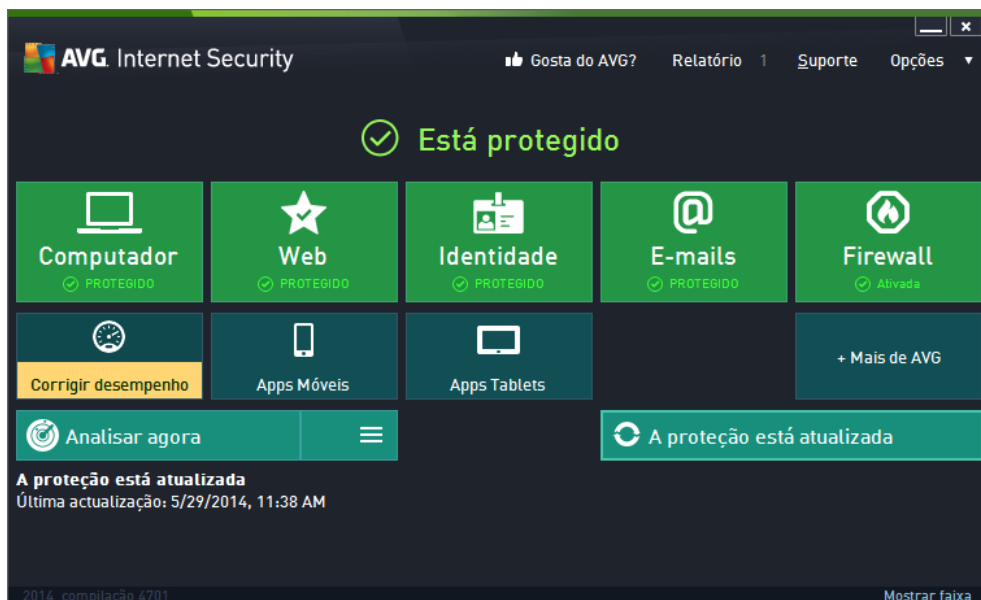 AVG. Internet Security
Gosta do AVG? Relatório 1 Suporte Opções
Está protegido
Computador Web Identidade E-mails Firewall
PROTEGIDO PROTEGIDO PROTEGIDO PROTEGIDO Ativada
Corrigir desempenho Apps Móveis Apps Tablets + Mais de AVG
Analisar agora A proteção está atualizada
A proteção está atualizada
Última actualização: 5/29/2014, 11:38 AM
2014 compilação 4701 Mostrar faixa